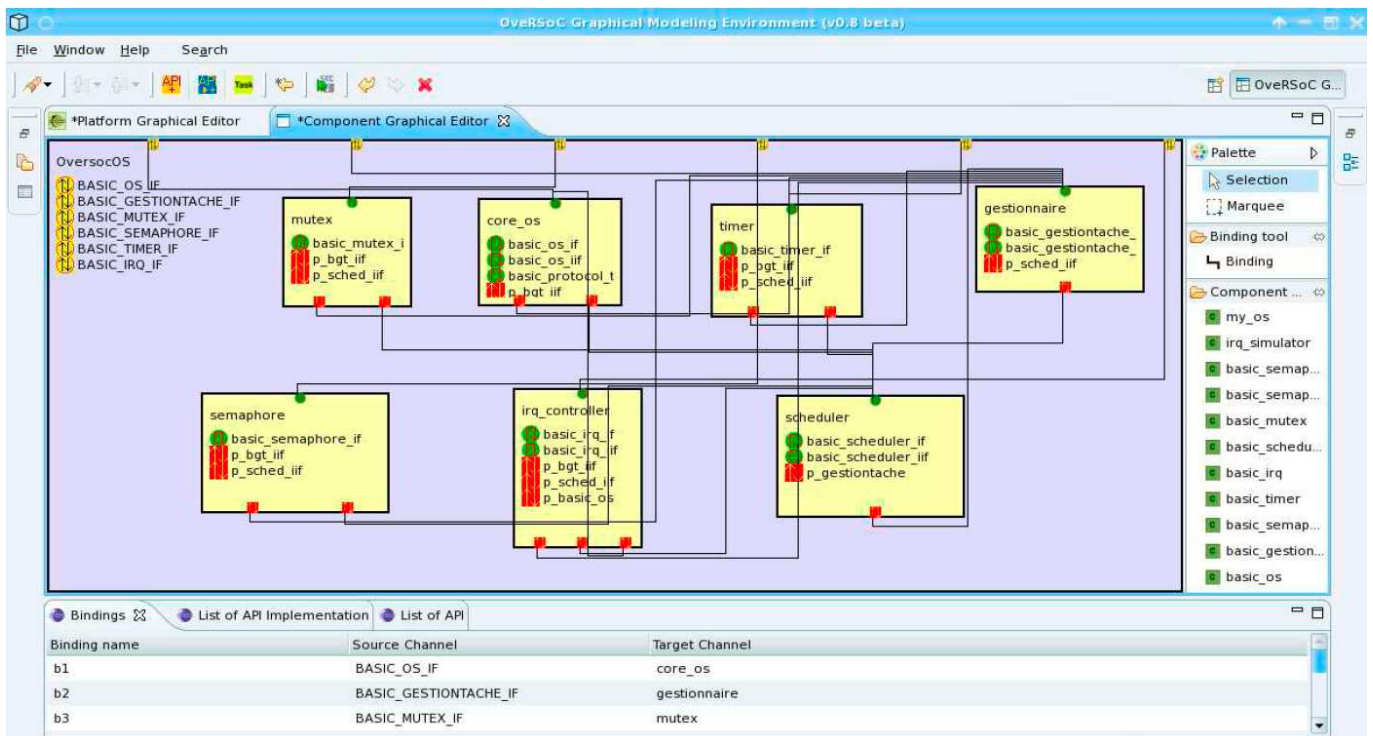 OveRSoC Graphical Modeling Environment (v0.8 beta)
File Window Help Search
API Task SRC OveRSoC G...
*Platform Graphical Editor *Component Graphical Editor
OversocOS
BASIC_OS_IF
BASIC_GESTIONTACHE_IF
BASIC_MUTEX_IF
BASIC_SEMAPHORE_IF
BASIC_TIMER_IF
BASIC_IRQ_IF
mutex
basic_mutex_i
p_bgt_iif
p_sched_iif
core_os
basic_os_if
basic_os_iif
basic_protocol_t
p_bgt_iif
timer
basic_timer_if
p_bgt_iif
p_sched_iif
gestionnaire
basic_gestiontache_
basic_gestiontache_
p_sched_iif
semaphore
basic_semaphore_if
p_bgt_iif
p_sched_iif
irq_controller
basic_irq_if
basic_irq_iif
p_bgt_iif
p_sched_iif
p_basic_os
scheduler
basic_scheduler_if
basic_scheduler_iif
p_gestiontache
Palette
Selection
Marquee
Binding tool
Binding
Component ...
my_os
irq_simulator
basic_semap...
basic_semap...
basic_mutex
basic_schedu...
basic_irq
basic_timer
basic_semap...
basic_gestion...
basic_os
Bindings List of API Implementation List of API
Binding name Source Channel Target Channel
b1 BASIC_OS_IF core_os
b2 BASIC_GESTIONTACHE_IF gestionnaire
b3 BASIC_MUTEX_IF mutex